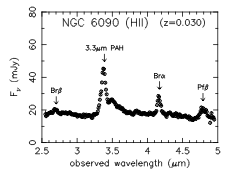 NGC 6090 (HII) (z=0.030)
80
3.3μm PAH
60
Brβ
Brα
Pfβ
40
20
0
F_ν (mJy)
2.5 3 3.5 4 4.5 5
observed wavelength (μm)